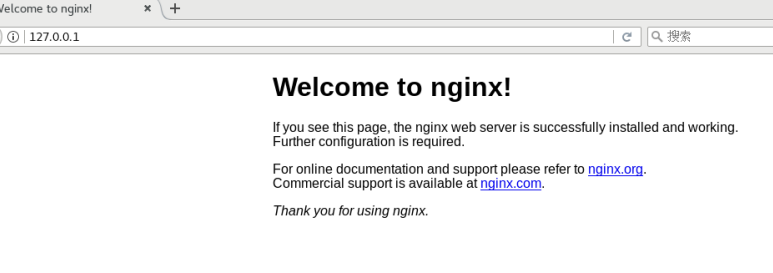 Welcome to nginx!
127.0.0.1
搜索
Welcome to nginx!
If you see this page, the nginx web server is successfully installed and working.
Further configuration is required.
For online documentation and support please refer to nginx.org.
Commercial support is available at nginx.com.
Thank you for using nginx.